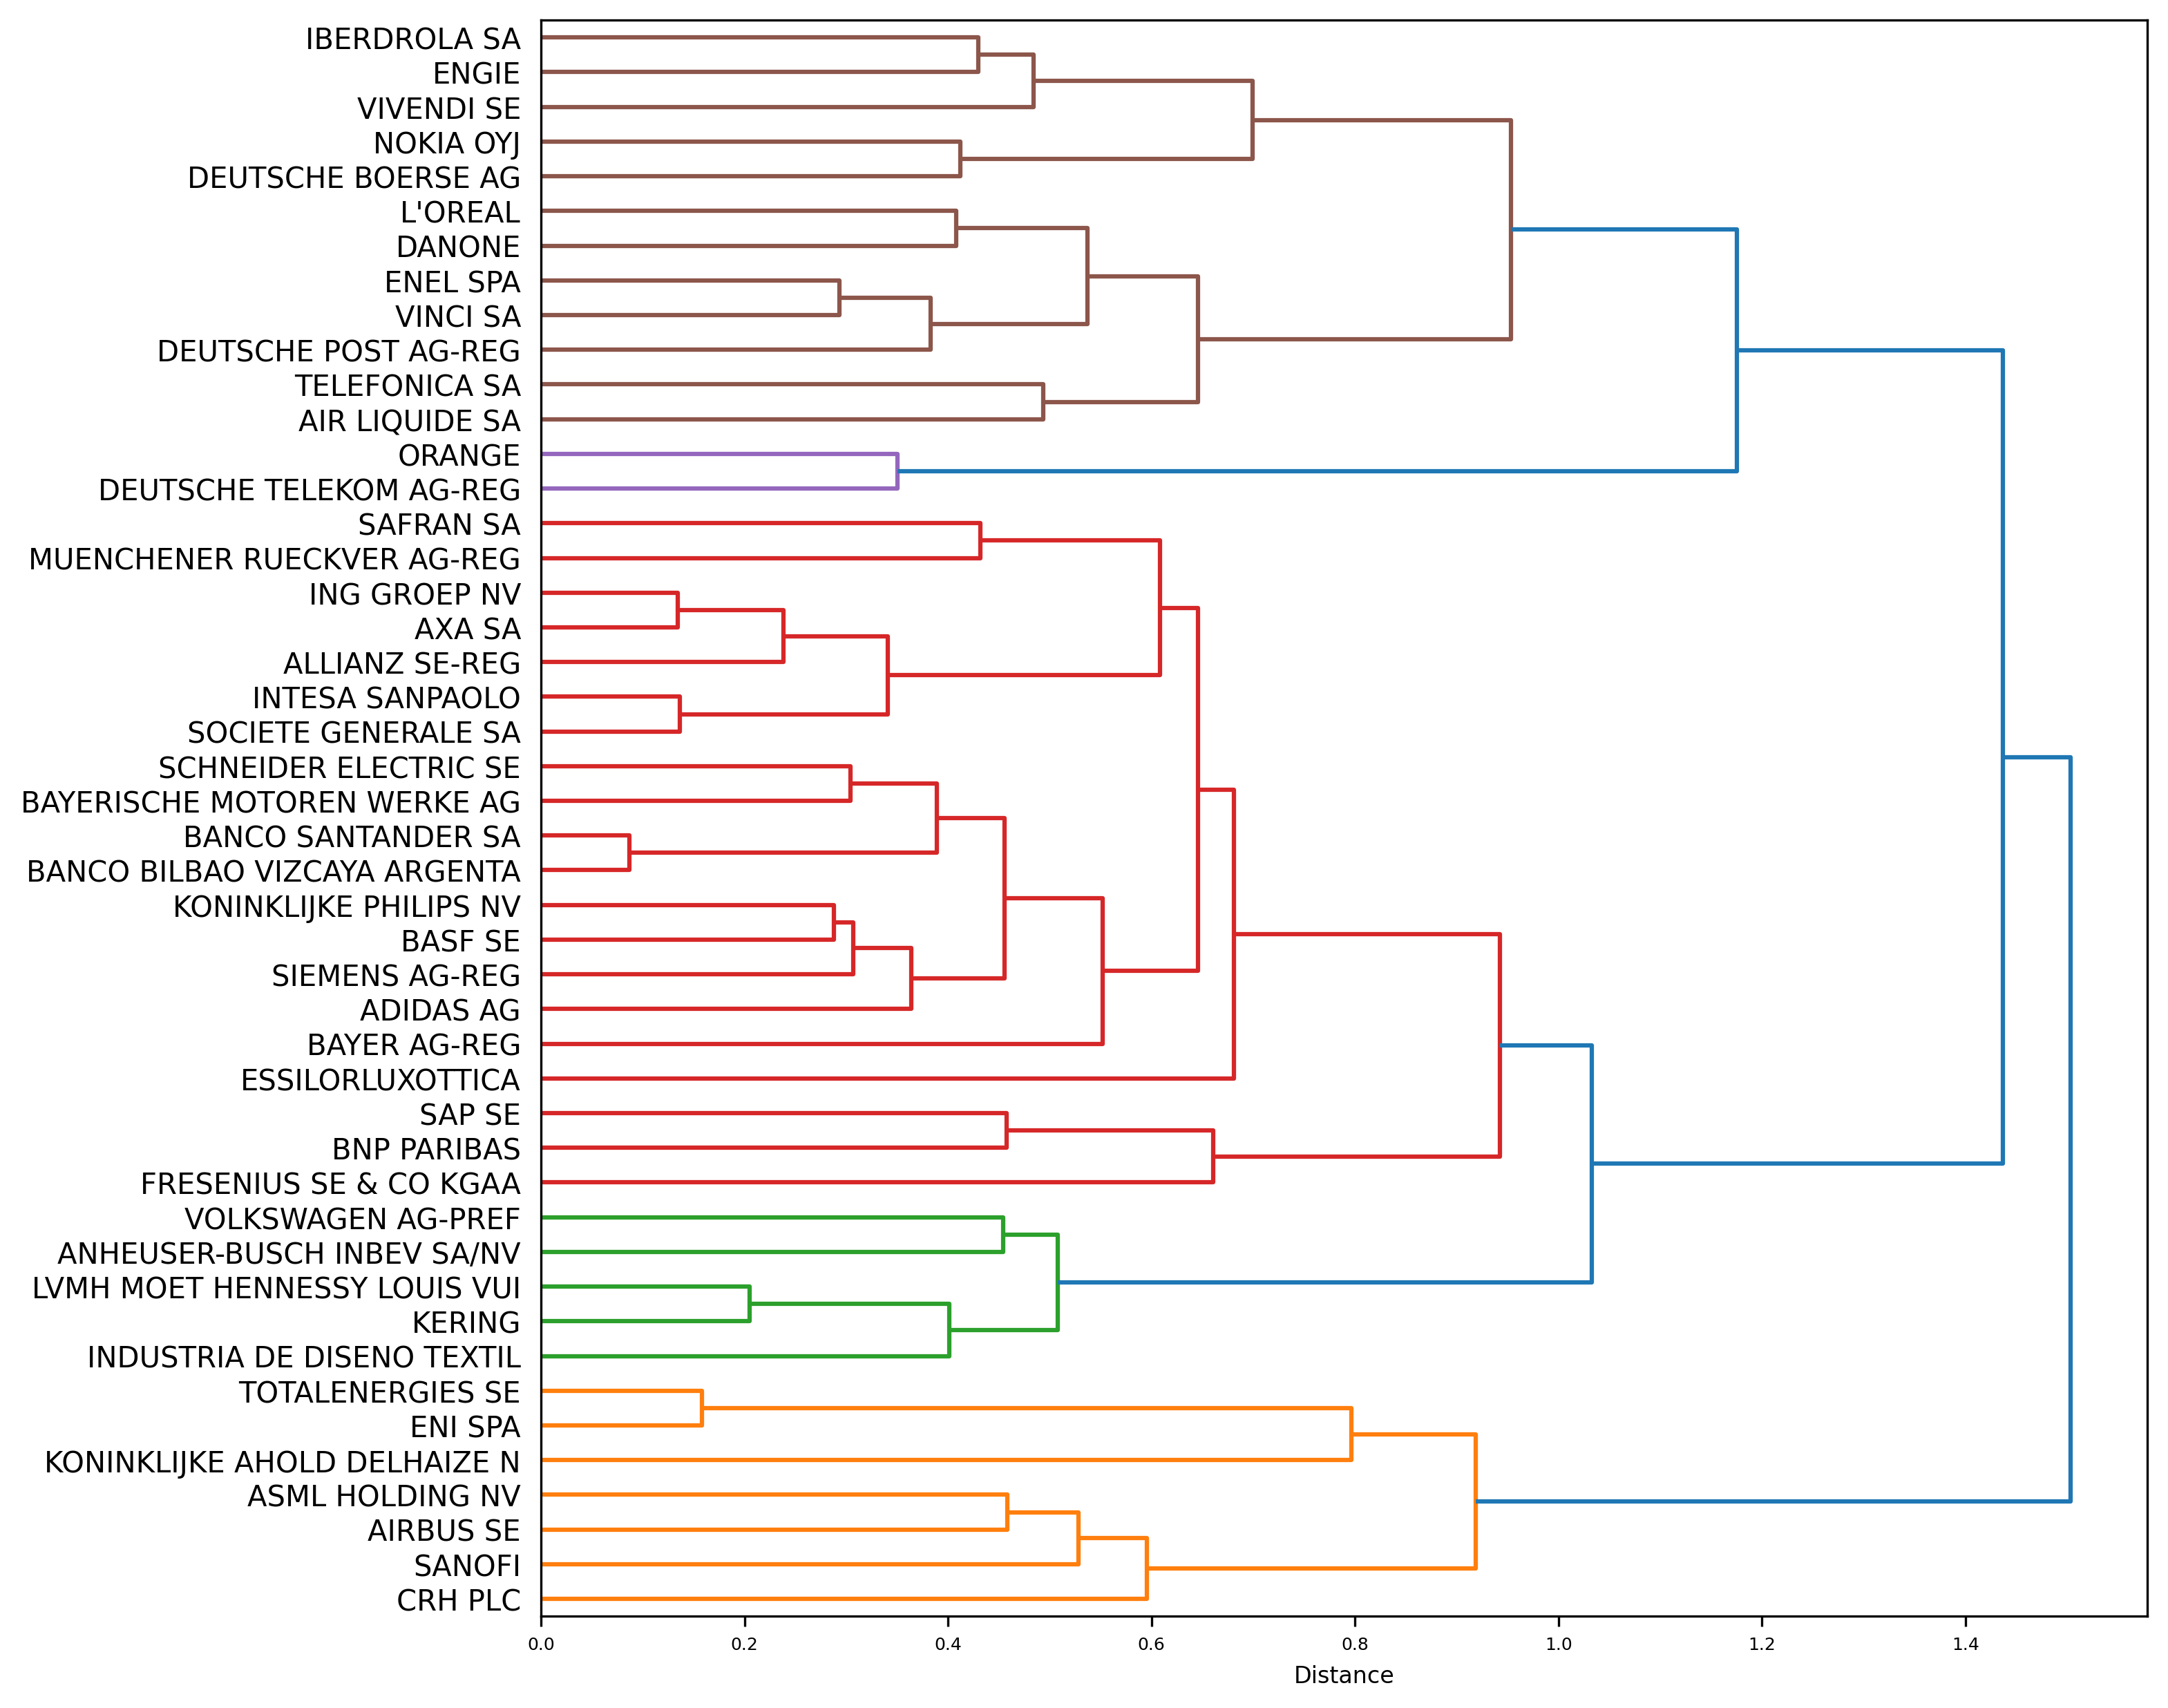 IBERDROLA SA
ENGIE
VIVENDI SE
NOKIA OYJ
DEUTSCHE BOERSE AG
L'OREAL
DANONE
ENEL SPA
VINCI SA
DEUTSCHE POST AG-REG
TELEFONICA SA
AIR LIQUIDE SA
ORANGE
DEUTSCHE TELEKOM AG-REG
SAFRAN SA
MUENCHENER RUECKVER AG-REG
ING GROEP NV
AXA SA
ALLIANZ SE-REG
INTESA SANPAOLO
SOCIETE GENERALE SA
SCHNEIDER ELECTRIC SE
BAYERISCHE MOTOREN WERKE AG
BANCO SANTANDER SA
BANCO BILBAO VIZCAYA ARGENTA
KONINKLIJKE PHILIPS NV
BASF SE
SIEMENS AG-REG
ADIDAS AG
BAYER AG-REG
ESSILORLUXOTTICA
SAP SE
BNP PARIBAS
FRESENIUS SE & CO KGAA
VOLKSWAGEN AG-PREF
ANHEUSER-BUSCH INBEV SA/NV
LVMH MOET HENNESSY LOUIS VUI
KERING
INDUSTRIA DE DISENO TEXTIL
TOTALENERGIES SE
ENI SPA
KONINKLIJKE AHOLD DELHAIZE N
ASML HOLDING NV
AIRBUS SE
SANOFI
CRH PLC
0.0 0.2 0.4 0.6 0.8 1.0 1.2 1.4
Distance